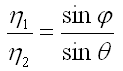 η₁/η₂ = sin φ / sin θ